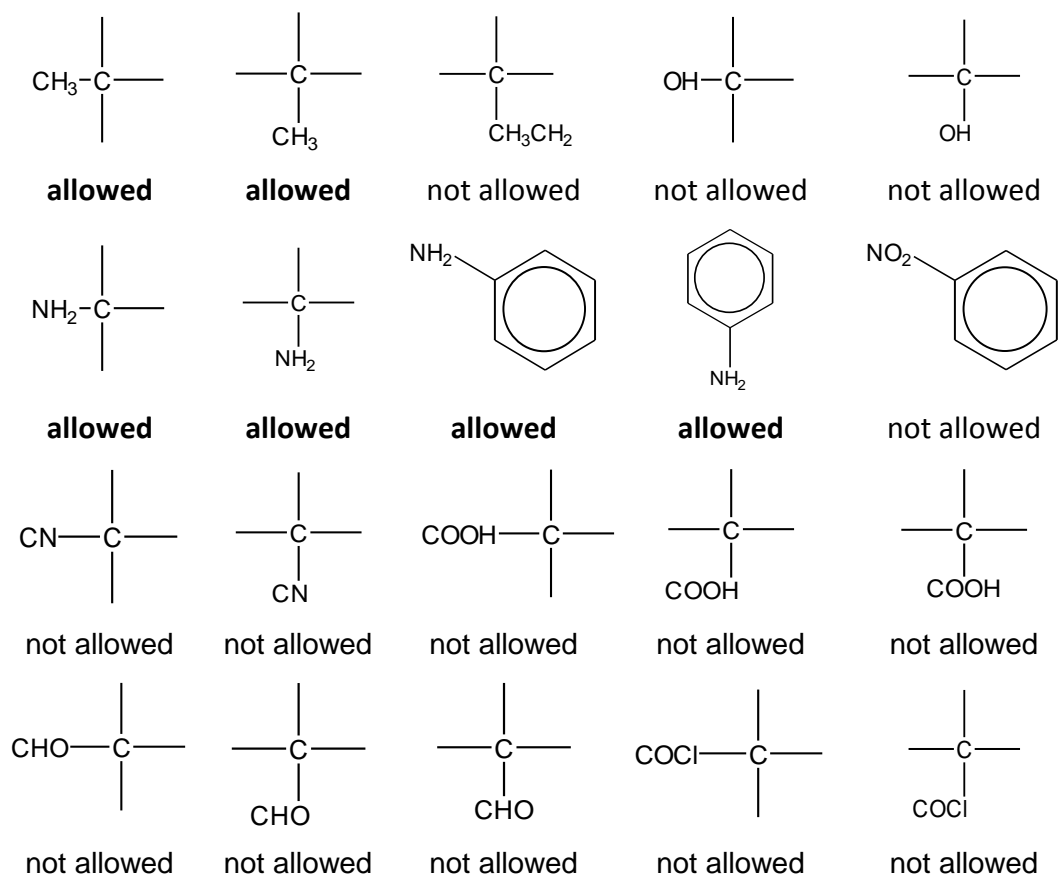 CH₃ C C C OH C C
CH₃ CH₃CH₂ OH
allowed allowed not allowed not allowed not allowed
NH₂ C C NH₂ NO₂
NH₂ NH₂
allowed allowed allowed allowed not allowed
CN C C COOH C C C
CN COOH COOH
not allowed not allowed not allowed not allowed not allowed
CHO C C C COCl C C
CHO CHO COCl
not allowed not allowed not allowed not allowed not allowed